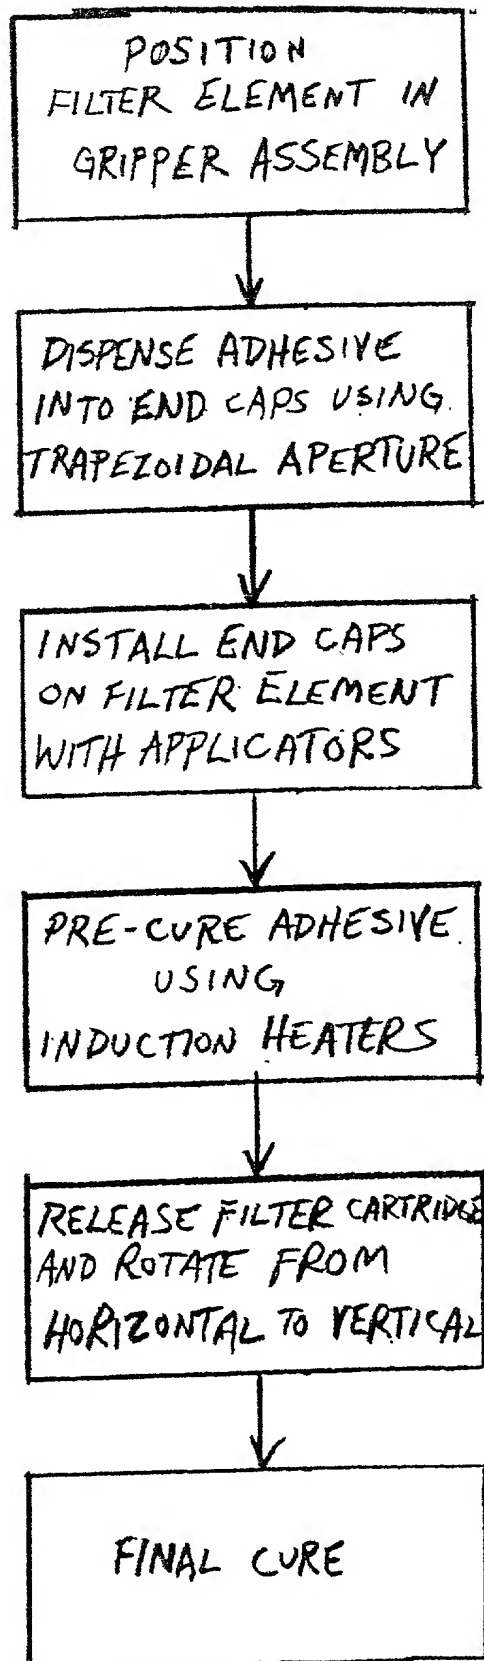 POSITION
FILTER ELEMENT IN
GRIPPER ASSEMBLY
DISPENSE ADHESIVE
INTO END CAPS USING
TRAPEZOIDAL APERTURE
INSTALL END CAPS
ON FILTER ELEMENT
WITH APPLICATORS
PRE-CURE ADHESIVE
USING
INDUCTION HEATERS
RELEASE FILTER CARTRIDGE
AND ROTATE FROM
HORIZONTAL TO VERTICAL
FINAL CURE